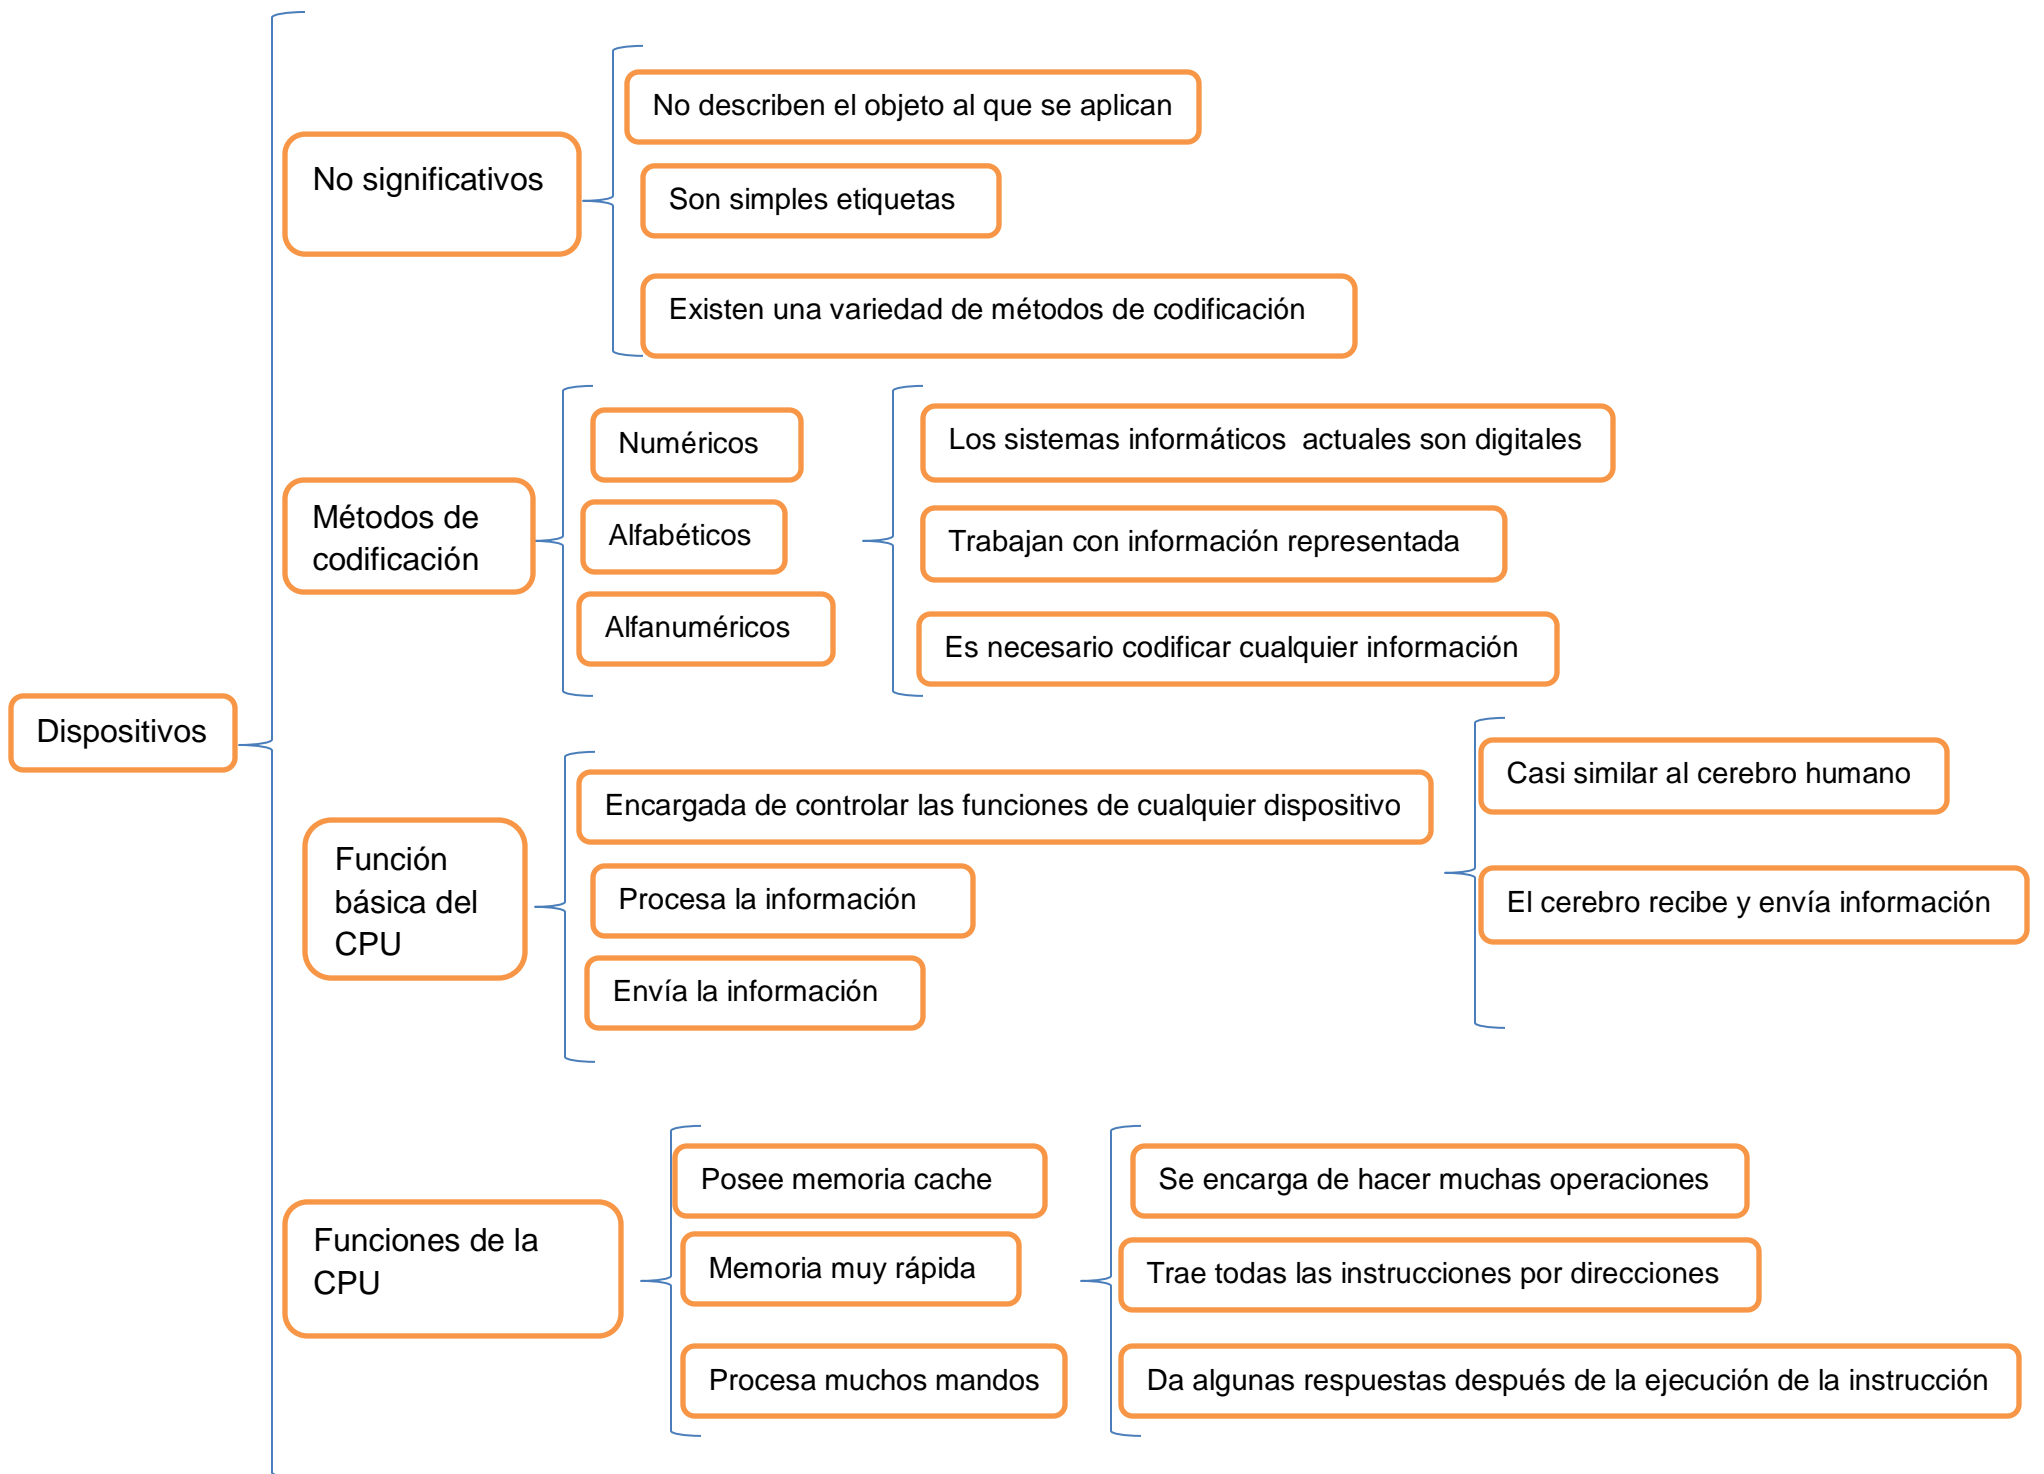 Dispositivos
No significativos
No describen el objeto al que se aplican
Son simples etiquetas
Existen una variedad de métodos de codificación
Métodos de
codificación
Numéricos
Alfabéticos
Alfanuméricos
Los sistemas informáticos  actuales son digitales
Trabajan con información representada
Es necesario codificar cualquier información
Función
básica del
CPU
Encargada de controlar las funciones de cualquier dispositivo
Procesa la información
Envía la información
Casi similar al cerebro humano
El cerebro recibe y envía información
Funciones de la
CPU
Posee memoria cache
Memoria muy rápida
Procesa muchos mandos
Se encarga de hacer muchas operaciones
Trae todas las instrucciones por direcciones
Da algunas respuestas después de la ejecución de la instrucción